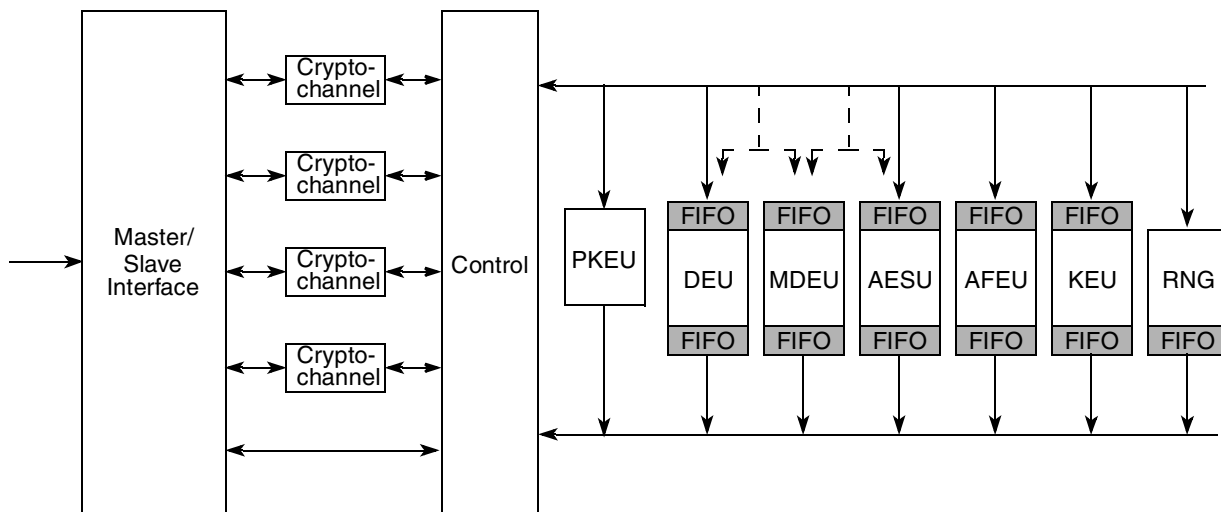 Crypto-
channel
Crypto-
channel
Crypto-
channel
Crypto-
channel
Master/
Slave
Interface
Control
FIFO
FIFO
FIFO
FIFO
FIFO
PKEU
DEU
MDEU
AESU
AFEU
KEU
RNG
FIFO
FIFO
FIFO
FIFO
FIFO
FIFO